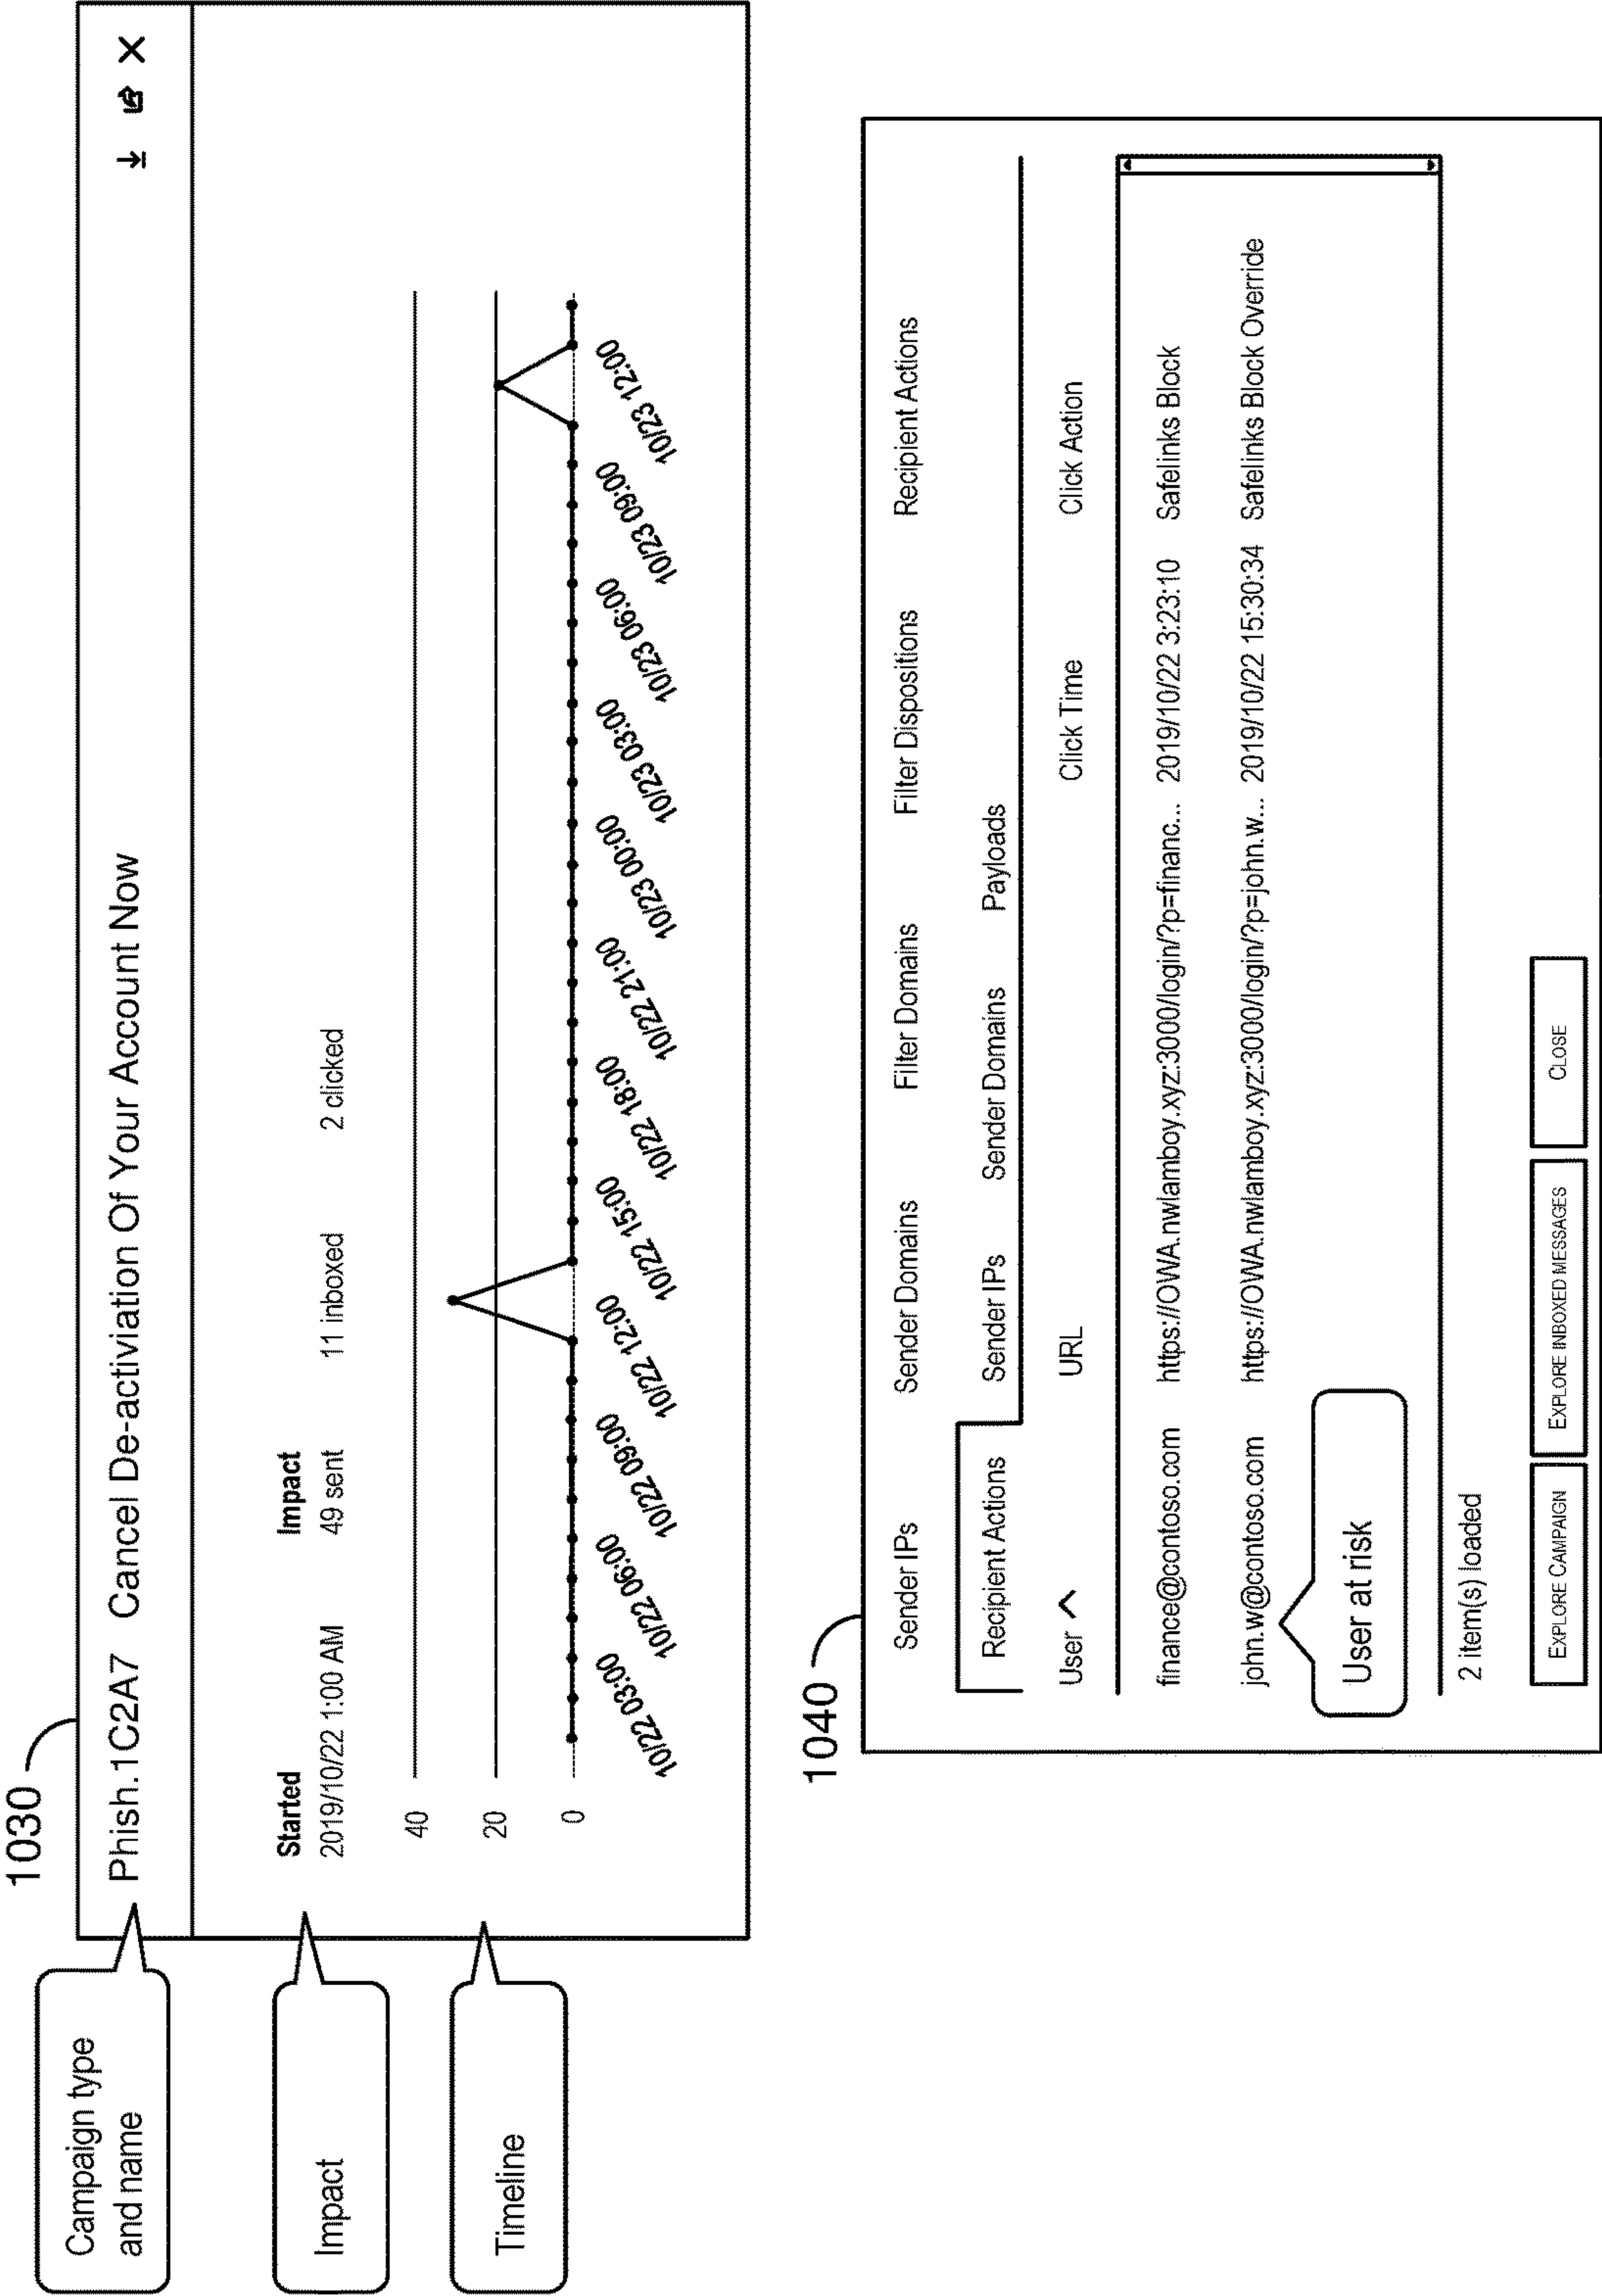 1030
Campaign type
and name
Phish.1C2A7 Cancel De-activiation Of Your Account Now
Impact
Started
2019/10/22 1:00 AM
Impact
49 sent
11 inboxed
2 clicked
Timeline
40
20
0
10/22 03:00
10/22 06:00
10/22 09:00
10/22 12:00
10/22 15:00
10/22 18:00
10/22 21:00
10/23 00:00
10/23 03:00
10/23 06:00
10/23 09:00
10/23 12:00
1040
Sender IPs Sender Domains Filter Domains Filter Dispositions Recipient Actions
Recipient Actions Sender IPs Sender Domains Payloads
User URL Click Time Click Action
finance@contoso.com https://OWA.nwlamboy.xyz:3000/login/?p=financ... 2019/10/22 3:23:10 Safelinks Block
john.w@contoso.com https://OWA.nwlamboy.xyz:3000/login/?p=john.w... 2019/10/22 15:30:34 Safelinks Block Override
User at risk
2 item(s) loaded
EXPLORE CAMPAIGN EXPLORE INBOXED MESSAGES CLOSE